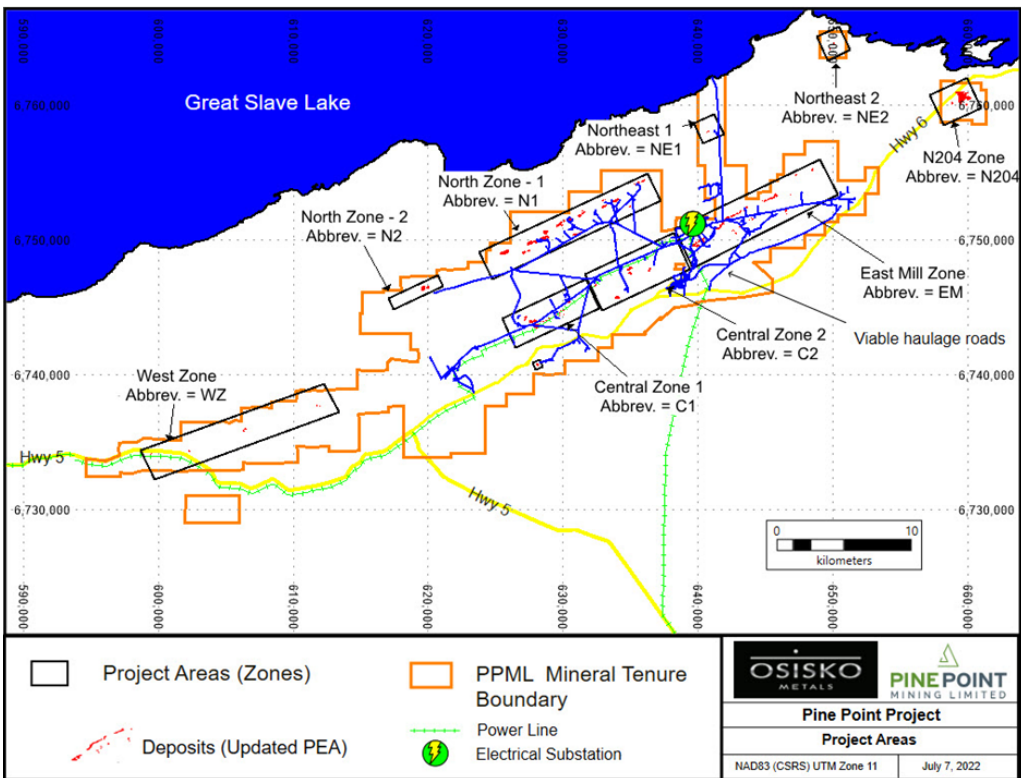 590,000
600,000
610,000
620,000
630,000
640,000
650,000
660,000
6,760,000
6,760,000
Great Slave Lake
Northeast 2
Abbrev. = NE2
Hwy 6
Northeast 1
Abbrev. = NE1
N204 Zone
Abbrev. = N204
North Zone - 1
Abbrev. = N1
North Zone - 2
Abbrev. = N2
6,750,000
6,750,000
East Mill Zone
Abbrev. = EM
Viable haulage roads
Central Zone 2
Abbrev. = C2
Central Zone 1
Abbrev. = C1
6,740,000
6,740,000
West Zone
Abbrev. = WZ
Hwy 5
Hwy 5
6,730,000
6,730,000
0 10
kilometers
590,000
600,000
610,000
620,000
630,000
640,000
650,000
660,000
Project Areas (Zones)
Deposits (Updated PEA)
PPML Mineral Tenure
Boundary
Power Line
Electrical Substation
OSISKO
METALS
PINE POINT
MINING LIMITED
Pine Point Project
Project Areas
NAD83 (CSRS) UTM Zone 11
July 7, 2022